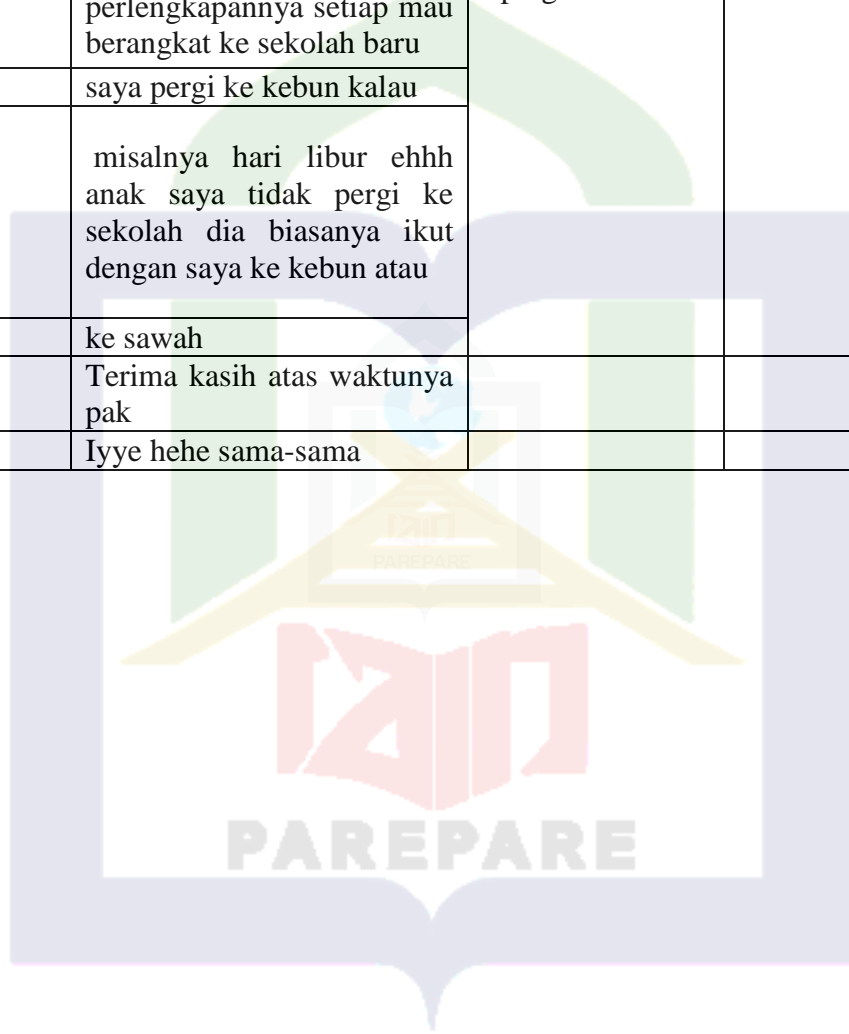 perlengkapannya setiap mau
berangkat ke sekolah baru
saya pergi ke kebun kalau
misalnya hari libur ehhh
anak saya tidak pergi ke
sekolah dia biasanya ikut
dengan saya ke kebun atau
ke sawah
Terima kasih atas waktunya
pak
Iyye hehe sama-sama
PAREPARE
PAREPARE